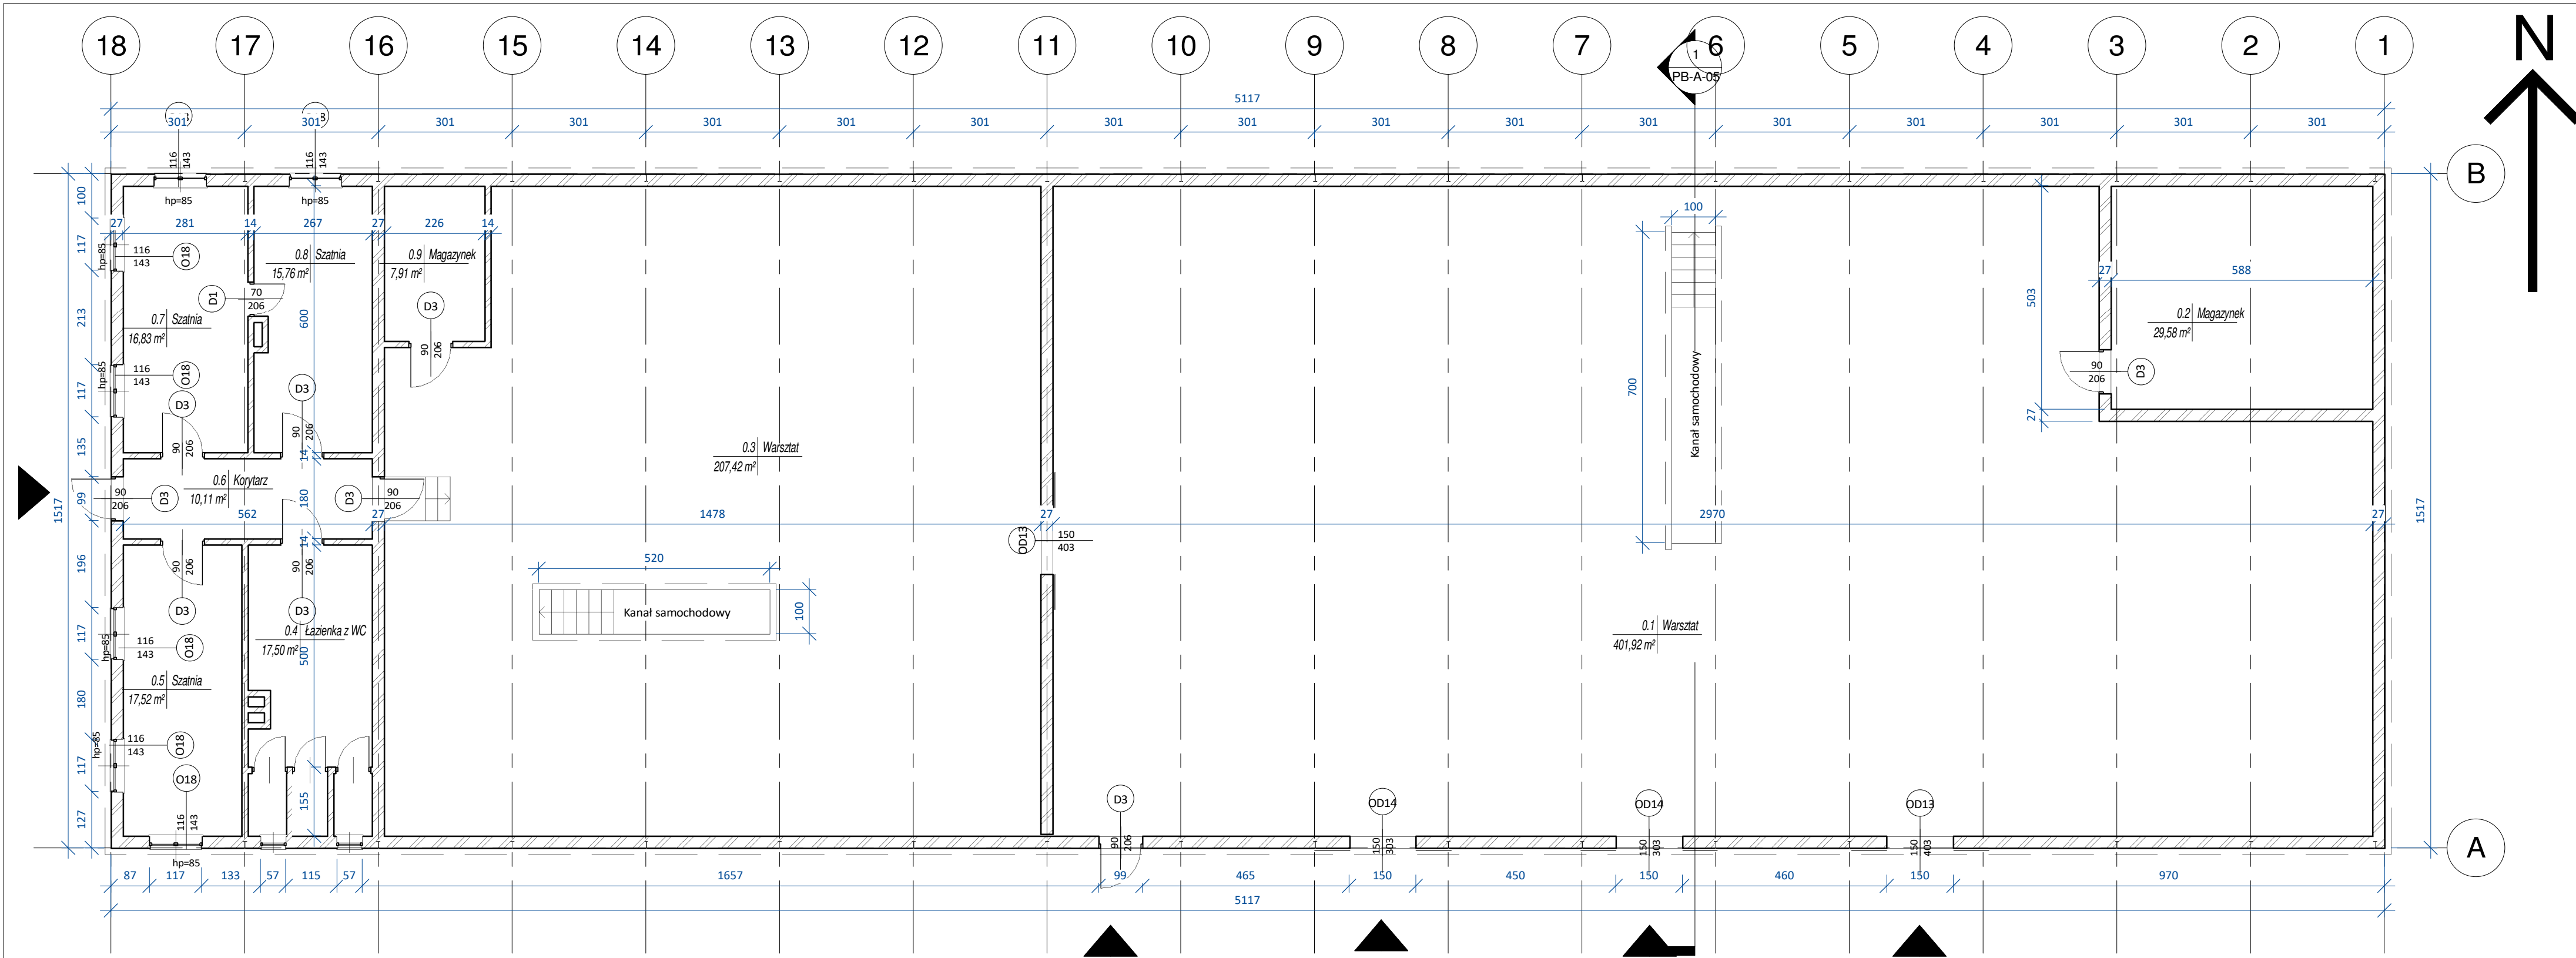 18 17 16 15 14 13 12 11 10 9 8 7 6 5 4 3 2 1
N
1
PB-A-05
5117
301 301 301 301 301 301 301 301 301 301 301 301 301 301 301 301 301
B
116
143
116
143
hp=85
hp=85
27 281 14 267 27 226 14
100
117
213
117
135
99
196
117
180
117
127
1517
hp=85
116
143
O18
0.8 Szatnia
15,76 m²
0.9 Magazynek
7,91 m²
D1
70
206
D3
90
206
600
0.7 Szatnia
16,83 m²
hp=85
116
143
O18
D3
90
206
D3
90
206
14
0.6 Korytarz
10,11 m²
90
206
D3
180
D3
90
206
562 27 1478 27 2970 27
14
90
206
D3
90
206
D3
0.4 Łazienka z WC
17,50 m²
500
hp=85
116
143
O18
0.5 Szatnia
17,52 m²
hp=85
116
143
O18
O18
116
143
hp=85
155
0.3 Warsztat
207,42 m²
520
100
Kanał samochodowy
OD13
150
403
100
700
Kanał samochodowy
0.1 Warsztat
401,92 m²
503
27
27 588
0.2 Magazynek
29,58 m²
90
206
D3
1517
D3
90
206
OD14
150
303
OD14
150
303
OD13
150
403
A
87 117 133 57 115 57 1657 99 465 150 450 150 460 150 970
5117